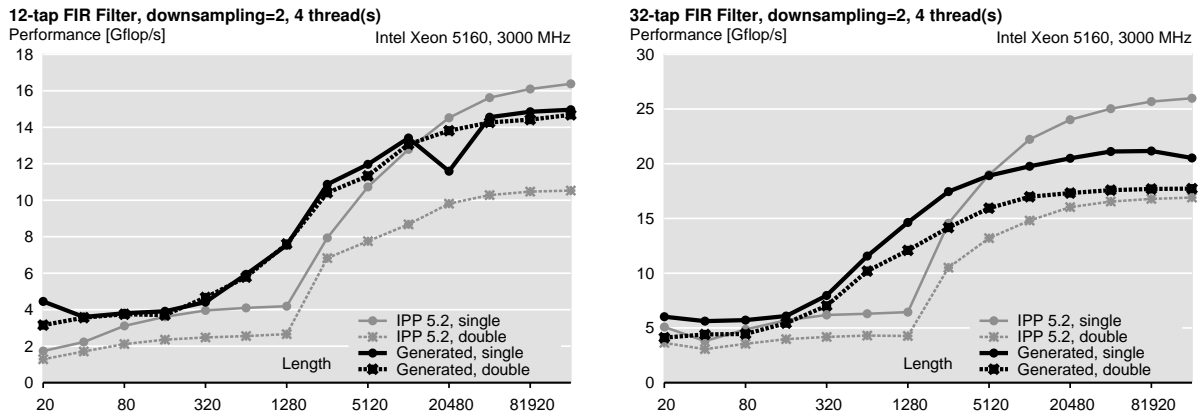 12-tap FIR Filter, downsampling=2, 4 thread(s)
Performance [Gflop/s]
Intel Xeon 5160, 3000 MHz
18
16
14
12
10
8
6
4
2
0
IPP 5.2, single
IPP 5.2, double
Generated, single
Generated, double
Length
20
80
320
1280
5120
20480
81920
32-tap FIR Filter, downsampling=2, 4 thread(s)
Performance [Gflop/s]
Intel Xeon 5160, 3000 MHz
30
25
20
15
10
5
0
IPP 5.2, single
IPP 5.2, double
Generated, single
Generated, double
Length
20
80
320
1280
5120
20480
81920